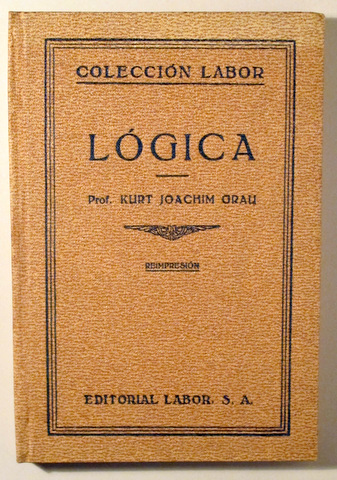 COLECCIÓN LABOR
LÓGICA
Prof. KURT JOACHIM GRAU
REIMPRESIÓN
EDITORIAL LABOR, S. A.